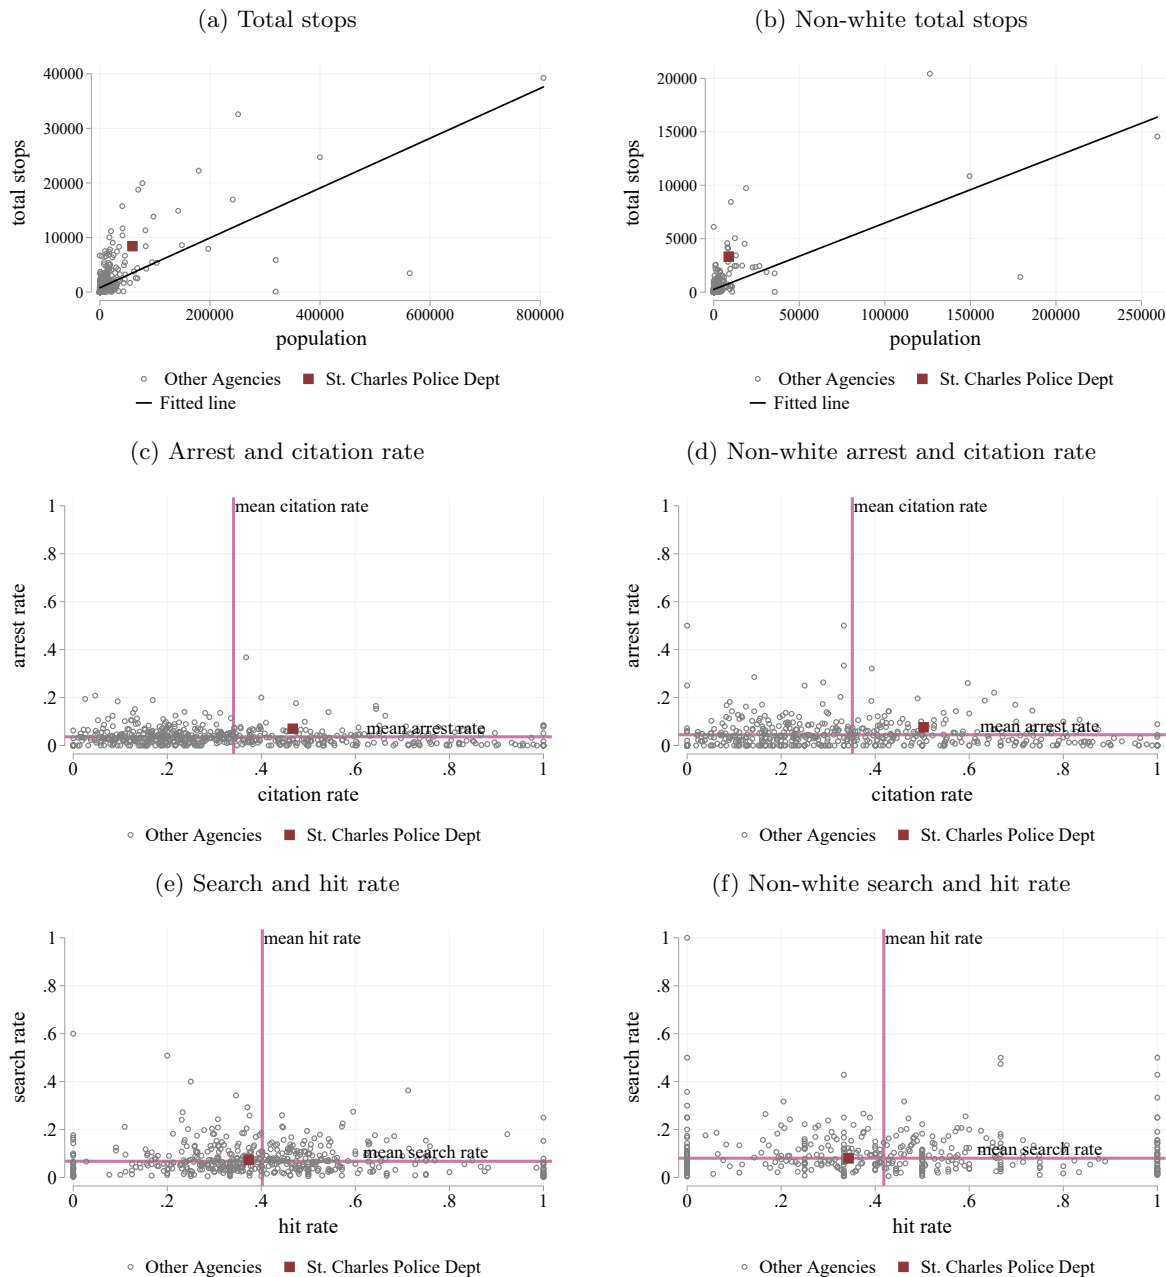 (a) Total stops
(b) Non-white total stops
total stops
40000
30000
20000
10000
0
0 200000 400000 600000 800000
population
Other Agencies St. Charles Police Dept
Fitted line
total stops
20000
15000
10000
5000
0
0 50000 100000 150000 200000 250000
population
Other Agencies St. Charles Police Dept
Fitted line
(c) Arrest and citation rate
(d) Non-white arrest and citation rate
arrest rate
1
.8
.6
.4
.2
0
mean citation rate
mean arrest rate
0 .2 .4 .6 .8 1
citation rate
Other Agencies St. Charles Police Dept
arrest rate
1
.8
.6
.4
.2
0
mean citation rate
mean arrest rate
0 .2 .4 .6 .8 1
citation rate
Other Agencies St. Charles Police Dept
(e) Search and hit rate
(f) Non-white search and hit rate
search rate
1
.8
.6
.4
.2
0
mean hit rate
mean search rate
0 .2 .4 .6 .8 1
hit rate
Other Agencies St. Charles Police Dept
search rate
1
.8
.6
.4
.2
0
mean hit rate
mean search rate
0 .2 .4 .6 .8 1
hit rate
Other Agencies St. Charles Police Dept